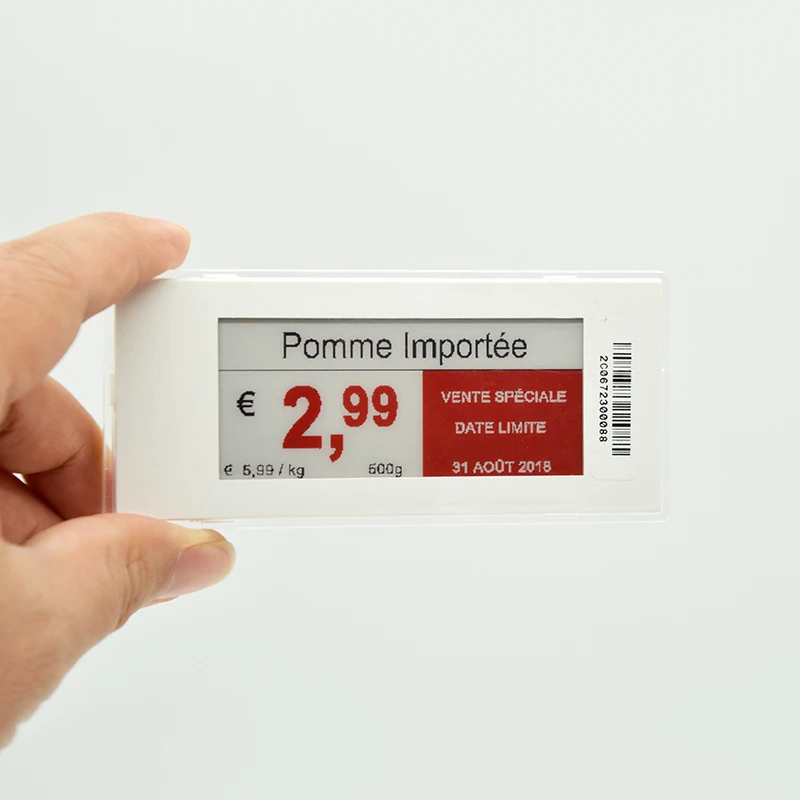 Pomme Importée
€ 2,99
€ 5,99 / kg 500g
VENTE SPÉCIALE
DATE LIMITE
31 AOÛT 2018
2C0672300088